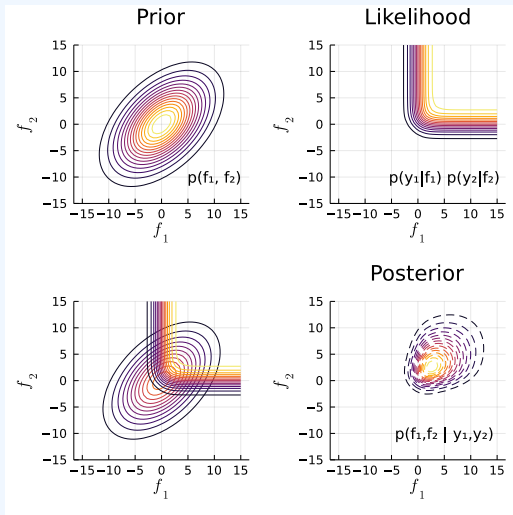 Prior
15
10
5
0
−5
−10
−15
f₂
p(f₁, f₂)
−15 −10 −5 0 5 10 15
f₁
Likelihood
15
10
5
0
−5
−10
−15
f₂
p(y₁|f₁) p(y₂|f₂)
−15 −10 −5 0 5 10 15
f₁
15
10
5
0
−5
−10
−15
f₂
−15 −10 −5 0 5 10 15
f₁
Posterior
15
10
5
0
−5
−10
−15
f₂
p(f₁,f₂ | y₁,y₂)
−15 −10 −5 0 5 10 15
f₁